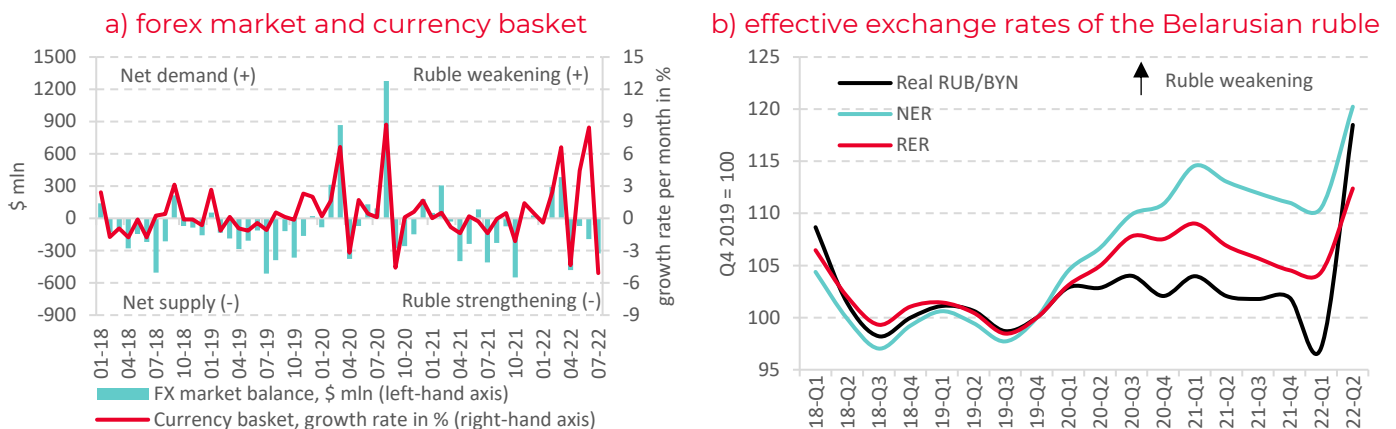 a) forex market and currency basket
1500
1200
900
600
300
0
-300
-600
-900
$ mln
Net demand (+)
Ruble weakening (+)
Net supply (-)
Ruble strengthening (-)
15
12
9
6
3
0
-3
-6
-9
growth rate per month in %
01-18
04-18
07-18
10-18
01-19
04-19
07-19
10-19
01-20
04-20
07-20
10-20
01-21
04-21
07-21
10-21
01-22
04-22
07-22
FX market balance, $ mln (left-hand axis)
Currency basket, growth rate in % (right-hand axis)
b) effective exchange rates of the Belarusian ruble
125
120
115
110
105
100
95
Q4 2019 = 100
Real RUB/BYN
NER
RER
Ruble weakening
18-Q1
18-Q2
18-Q3
18-Q4
19-Q1
19-Q2
19-Q3
19-Q4
20-Q1
20-Q2
20-Q3
20-Q4
21-Q1
21-Q2
21-Q3
21-Q4
22-Q1
22-Q2